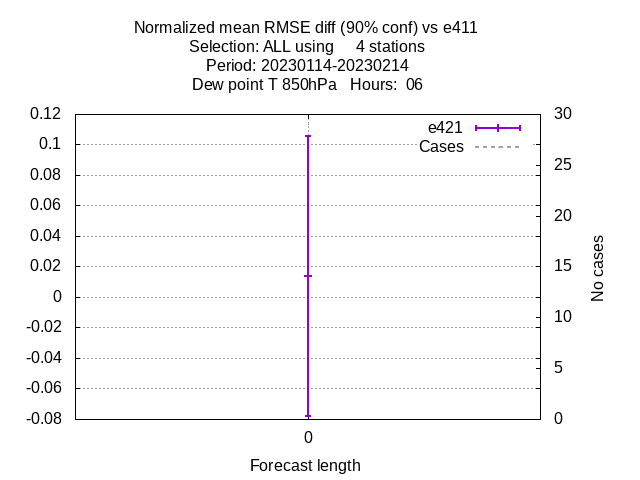 Normalized mean RMSE diff (90% conf) vs e411
Selection: ALL using     4 stations
Period: 20230114-20230214
Dew point T 850hPa   Hours:  06
0.12
0.1
0.08
0.06
0.04
0.02
0
-0.02
-0.04
-0.06
-0.08
e421
Cases
30
25
20
15
10
5
0
No cases
0
Forecast length